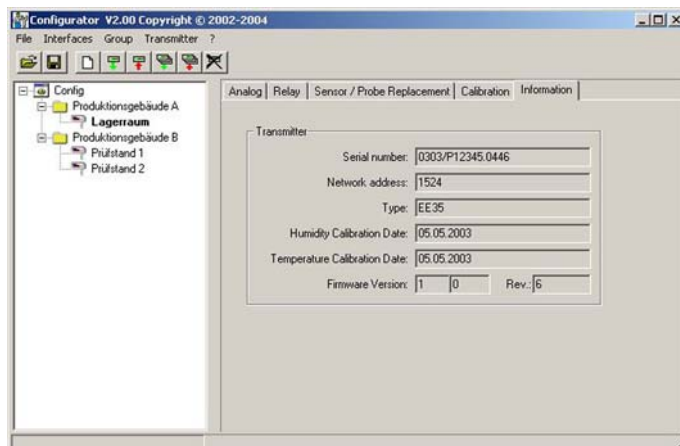 Configurator V2.00 Copyright © 2002-2004
File Interfaces Group Transmitter ?
Config
Produktionsgebäude A
Lagerraum
Produktionsgebäude B
Prüfstand 1
Prüfstand 2
Analog Relay Sensor / Probe Replacement Calibration Information
Transmitter
Serial number: 0303/P12345.0446
Network address: 1524
Type: EE35
Humidity Calibration Date: 05.05.2003
Temperature Calibration Date: 05.05.2003
Firmware Version: 1 0 Rev.: 6